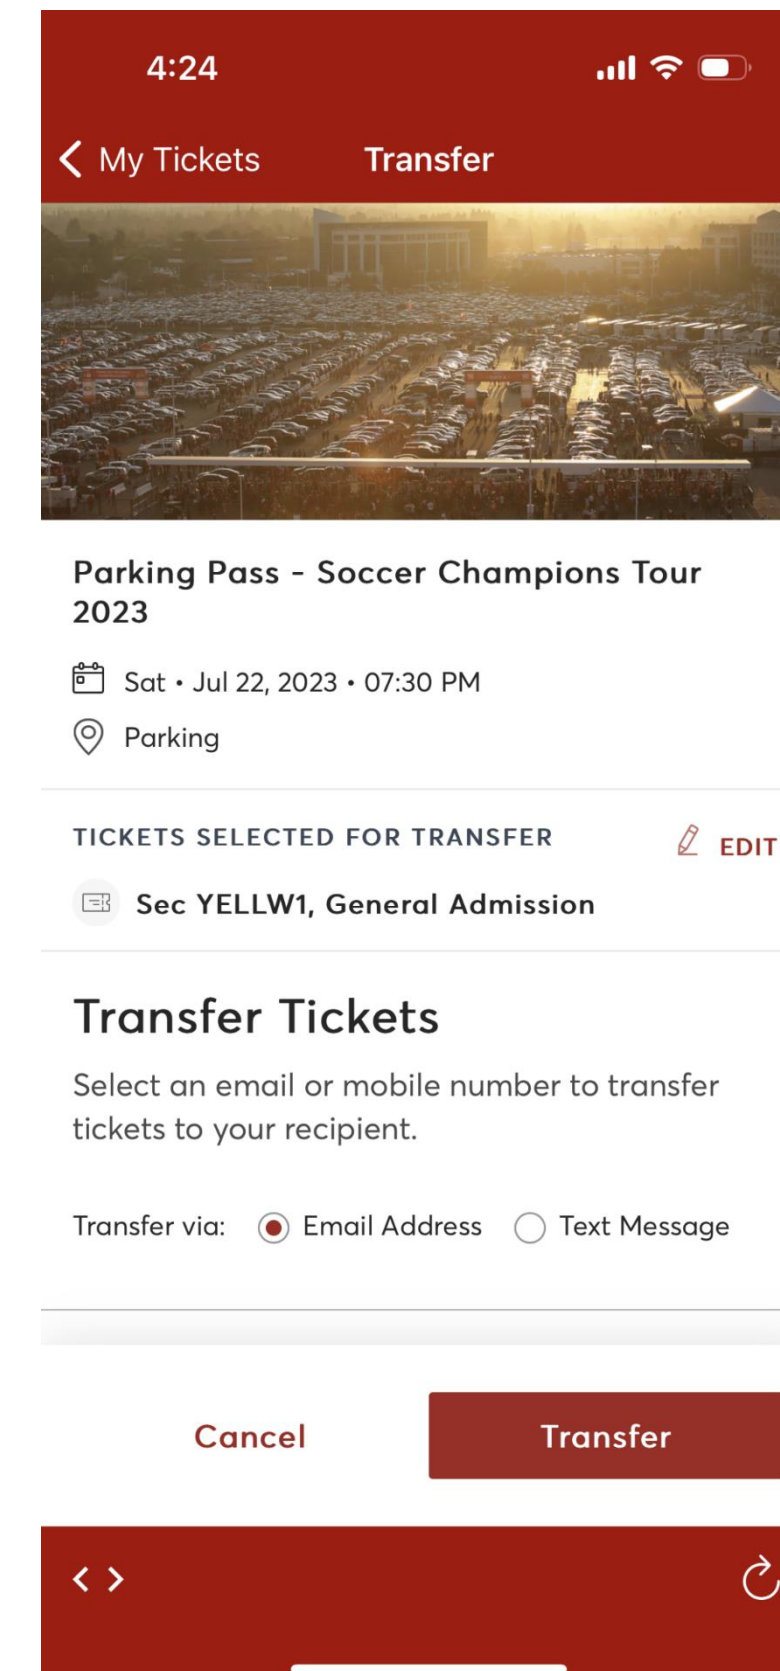 4:24
My Tickets
Transfer
Parking Pass - Soccer Champions Tour
2023
Sat • Jul 22, 2023 • 07:30 PM
Parking
TICKETS SELECTED FOR TRANSFER
EDIT
Sec YELLW1, General Admission
Transfer Tickets
Select an email or mobile number to transfer
tickets to your recipient.
Transfer via: Email Address Text Message
Cancel
Transfer